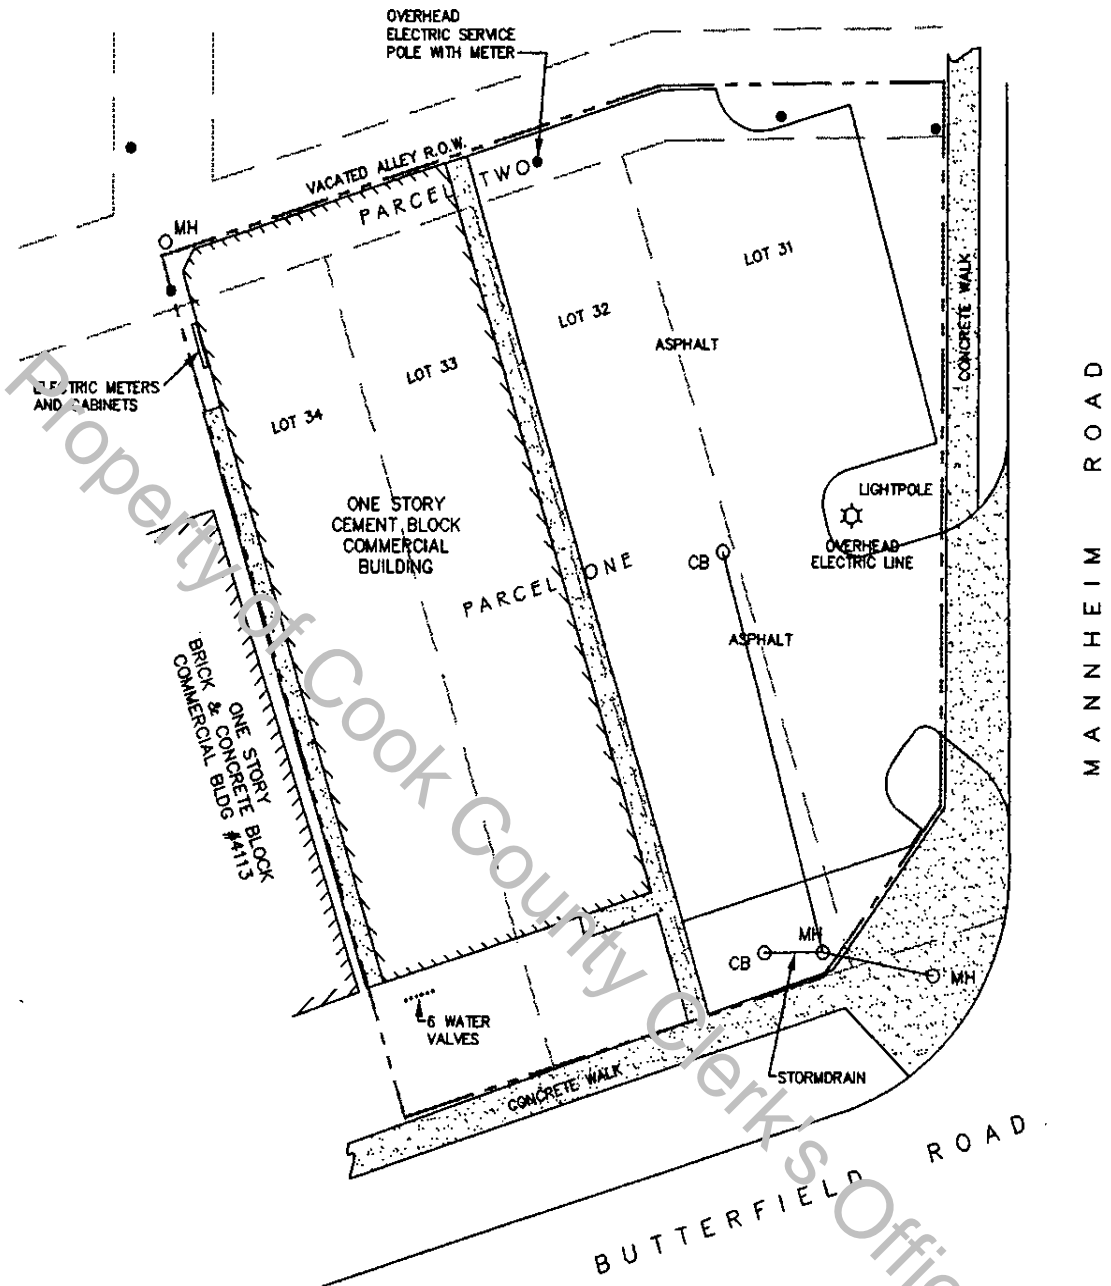 OVERHEAD
ELECTRIC SERVICE
POLE WITH METER
VACATED ALLEY R.O.W.
PARCEL TWO
MH
LOT 31
LOT 32
LOT 33
LOT 34
ASPHALT
CONCRETE WALK
ELECTRIC METERS
AND CABINETS
MANNHEIM ROAD
ONE STORY
CEMENT BLOCK
COMMERCIAL
BUILDING
LIGHTPOLE
OVERHEAD
ELECTRIC LINE
CB
PARCEL ONE
ASPHALT
ONE STORY
BRICK & CONCRETE BLOCK
COMMERCIAL BLDG #4113
MH
CB
MH
6 WATER
VALVES
STORMDRAIN
CONCRETE WALK
BUTTERFIELD ROAD
Property of Cook County Clerk's Offic